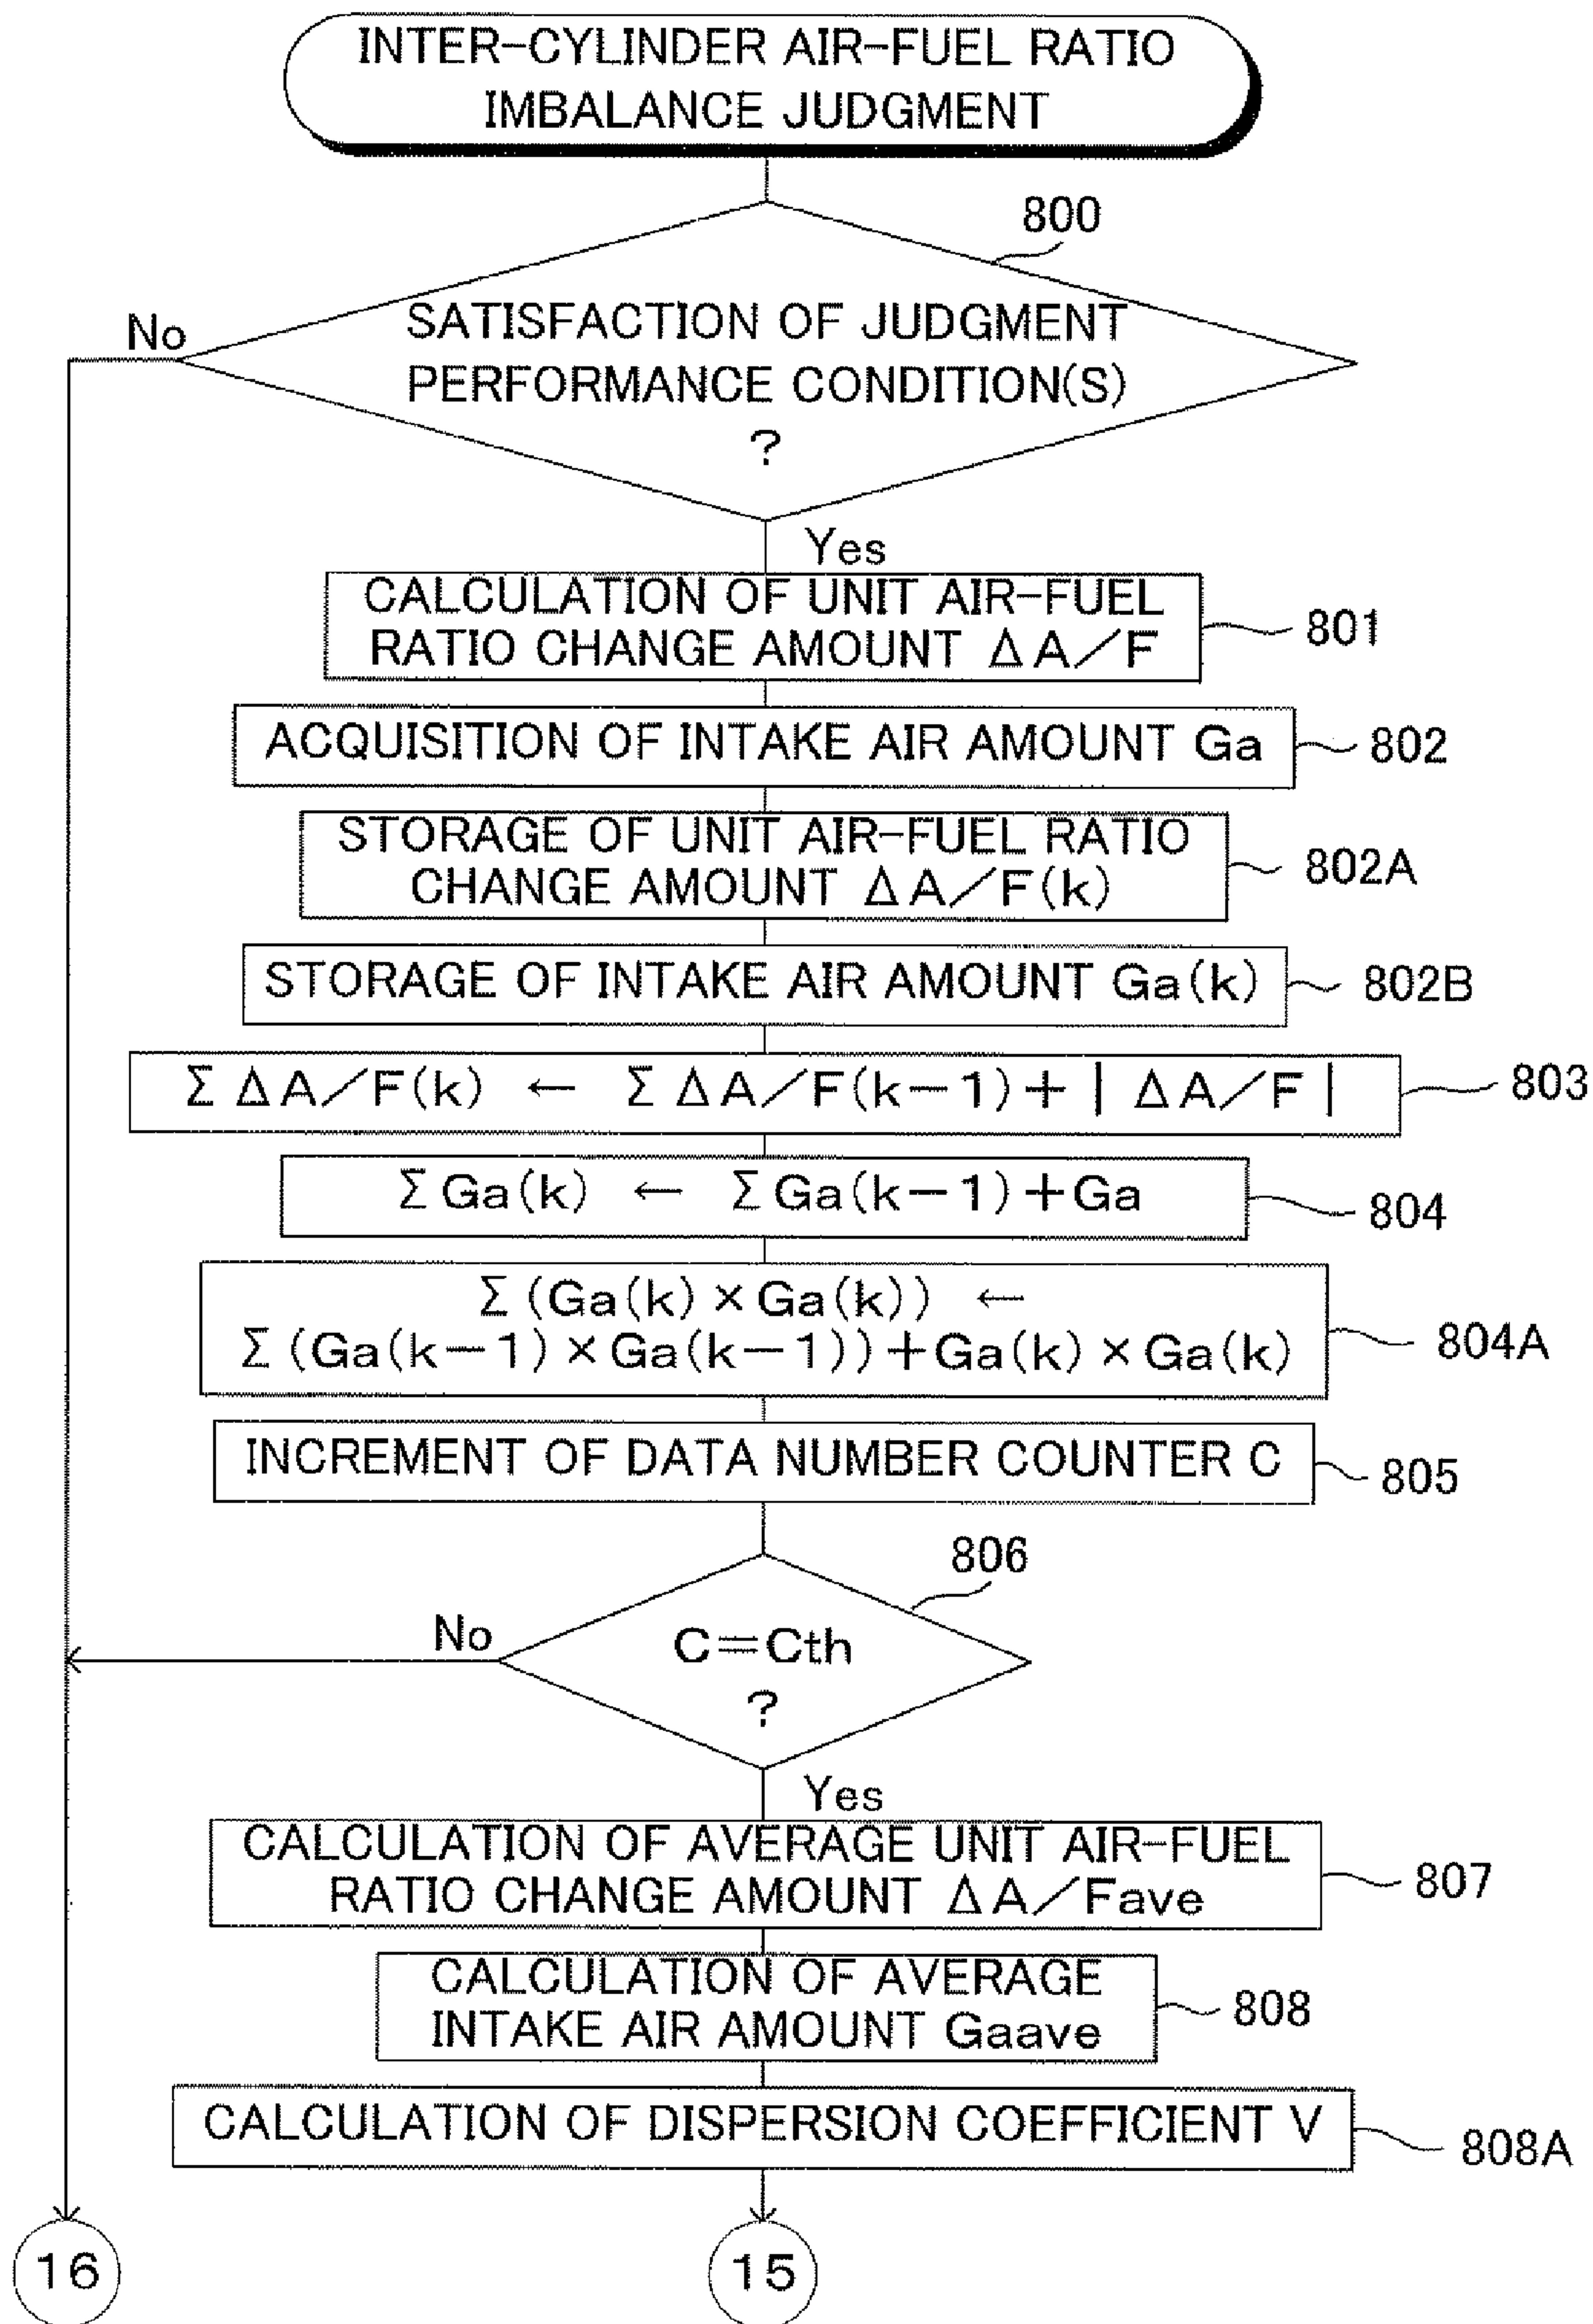 INTER-CYLINDER AIR-FUEL RATIO
IMBALANCE JUDGMENT
800
No
SATISFACTION OF JUDGMENT
PERFORMANCE CONDITION(S)
?
Yes
CALCULATION OF UNIT AIR-FUEL
RATIO CHANGE AMOUNT ΔA/F
801
ACQUISITION OF INTAKE AIR AMOUNT Ga
802
STORAGE OF UNIT AIR-FUEL RATIO
CHANGE AMOUNT ΔA/F(k)
802A
STORAGE OF INTAKE AIR AMOUNT Ga(k)
802B
ΣΔA/F(k) ← ΣΔA/F(k-1)+|ΔA/F|
803
ΣGa(k) ← ΣGa(k-1)+Ga
804
Σ(Ga(k)×Ga(k)) ←
Σ(Ga(k-1)×Ga(k-1))+Ga(k)×Ga(k)
804A
INCREMENT OF DATA NUMBER COUNTER C
805
806
No
C=Cth
?
Yes
CALCULATION OF AVERAGE UNIT AIR-FUEL
RATIO CHANGE AMOUNT ΔA/Fave
807
CALCULATION OF AVERAGE
INTAKE AIR AMOUNT Gaave
808
CALCULATION OF DISPERSION COEFFICIENT V
808A
16
15